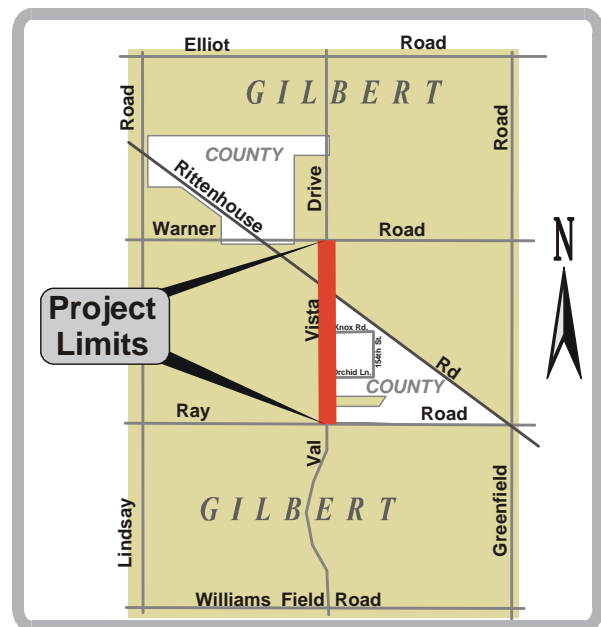 Elliot Road
GILBERT
Road
Road
COUNTY
Rittenhouse
Drive
Warner Road
N
Project
Limits
Vista
Knox Rd.
154th St.
Orchid Ln.
COUNTY
Rd
Ray Road
Val
GILBERT
Lindsay
Greenfield
Williams Field Road